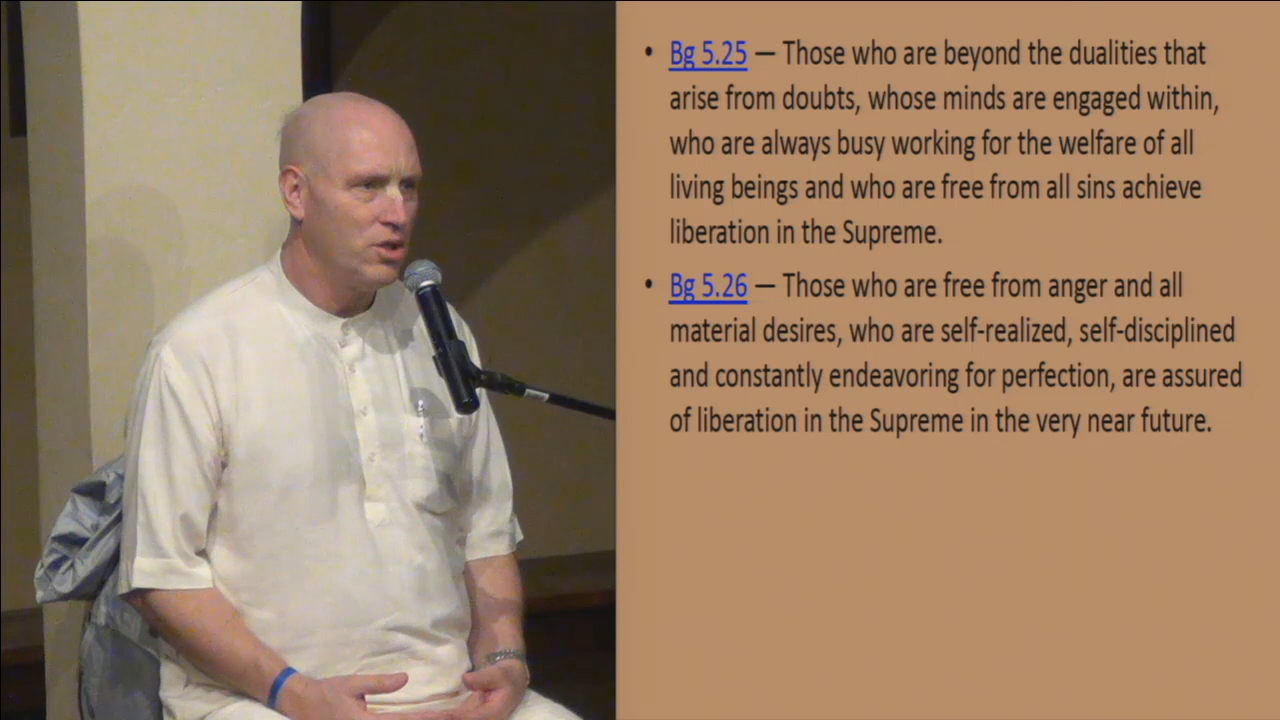 • Bg 5.25 — Those who are beyond the dualities that
arise from doubts, whose minds are engaged within,
who are always busy working for the welfare of all
living beings and who are free from all sins achieve
liberation in the Supreme.
• Bg 5.26 — Those who are free from anger and all
material desires, who are self-realized, self-disciplined
and constantly endeavoring for perfection, are assured
of liberation in the Supreme in the very near future.